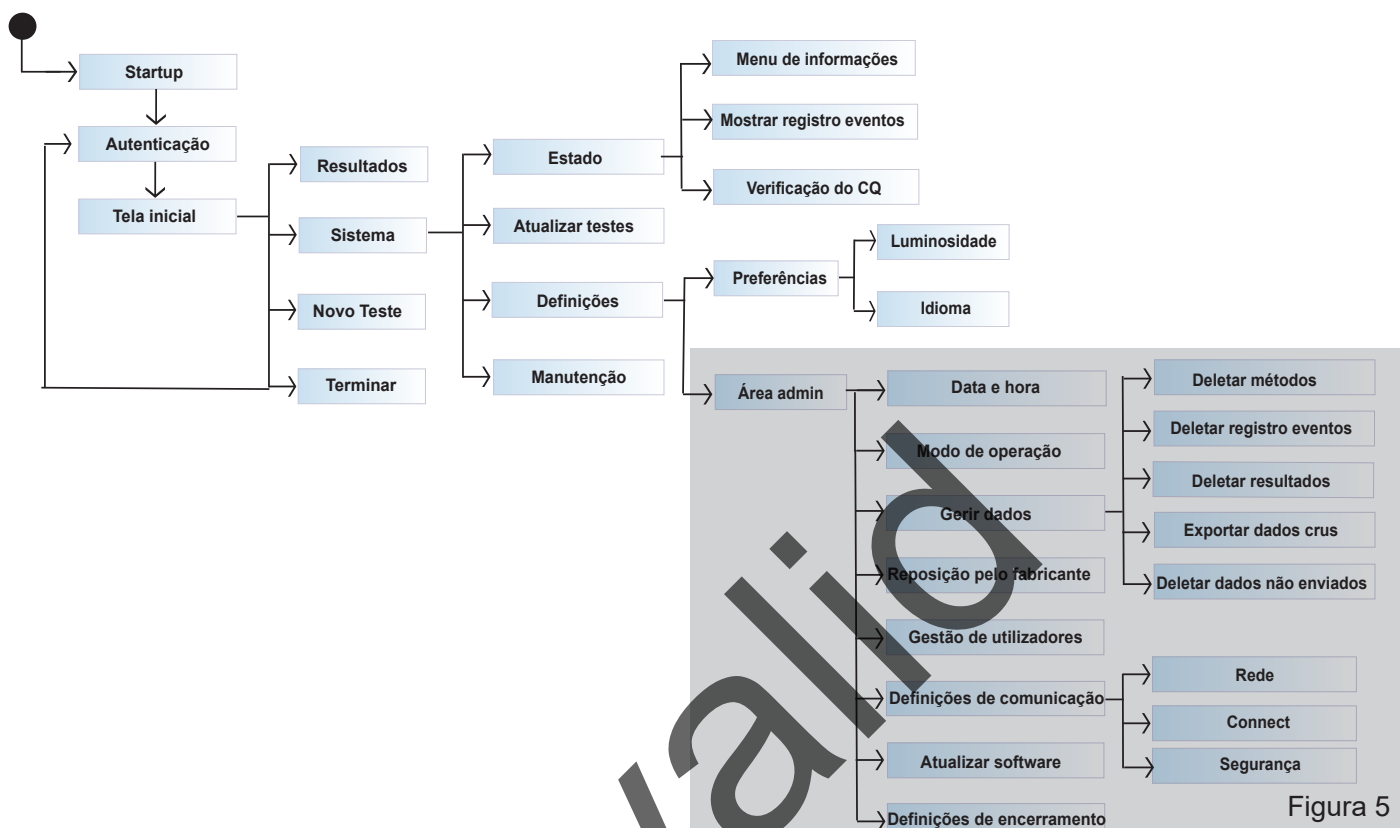 Startup
Autenticação
Tela inicial
Resultados
Sistema
Novo Teste
Terminar
Estado
Atualizar testes
Definições
Manutenção
Menu de informações
Mostrar registro eventos
Verificação do CQ
Preferências
Luminosidade
Idioma
Área admin
Data e hora
Modo de operação
Gerir dados
Reposição pelo fabricante
Gestão de utilizadores
Definições de comunicação
Atualizar software
Definições de encerramento
Deletar métodos
Deletar registro eventos
Deletar resultados
Exportar dados crus
Deletar dados não enviados
Rede
Connect
Segurança
Figura 5
valid